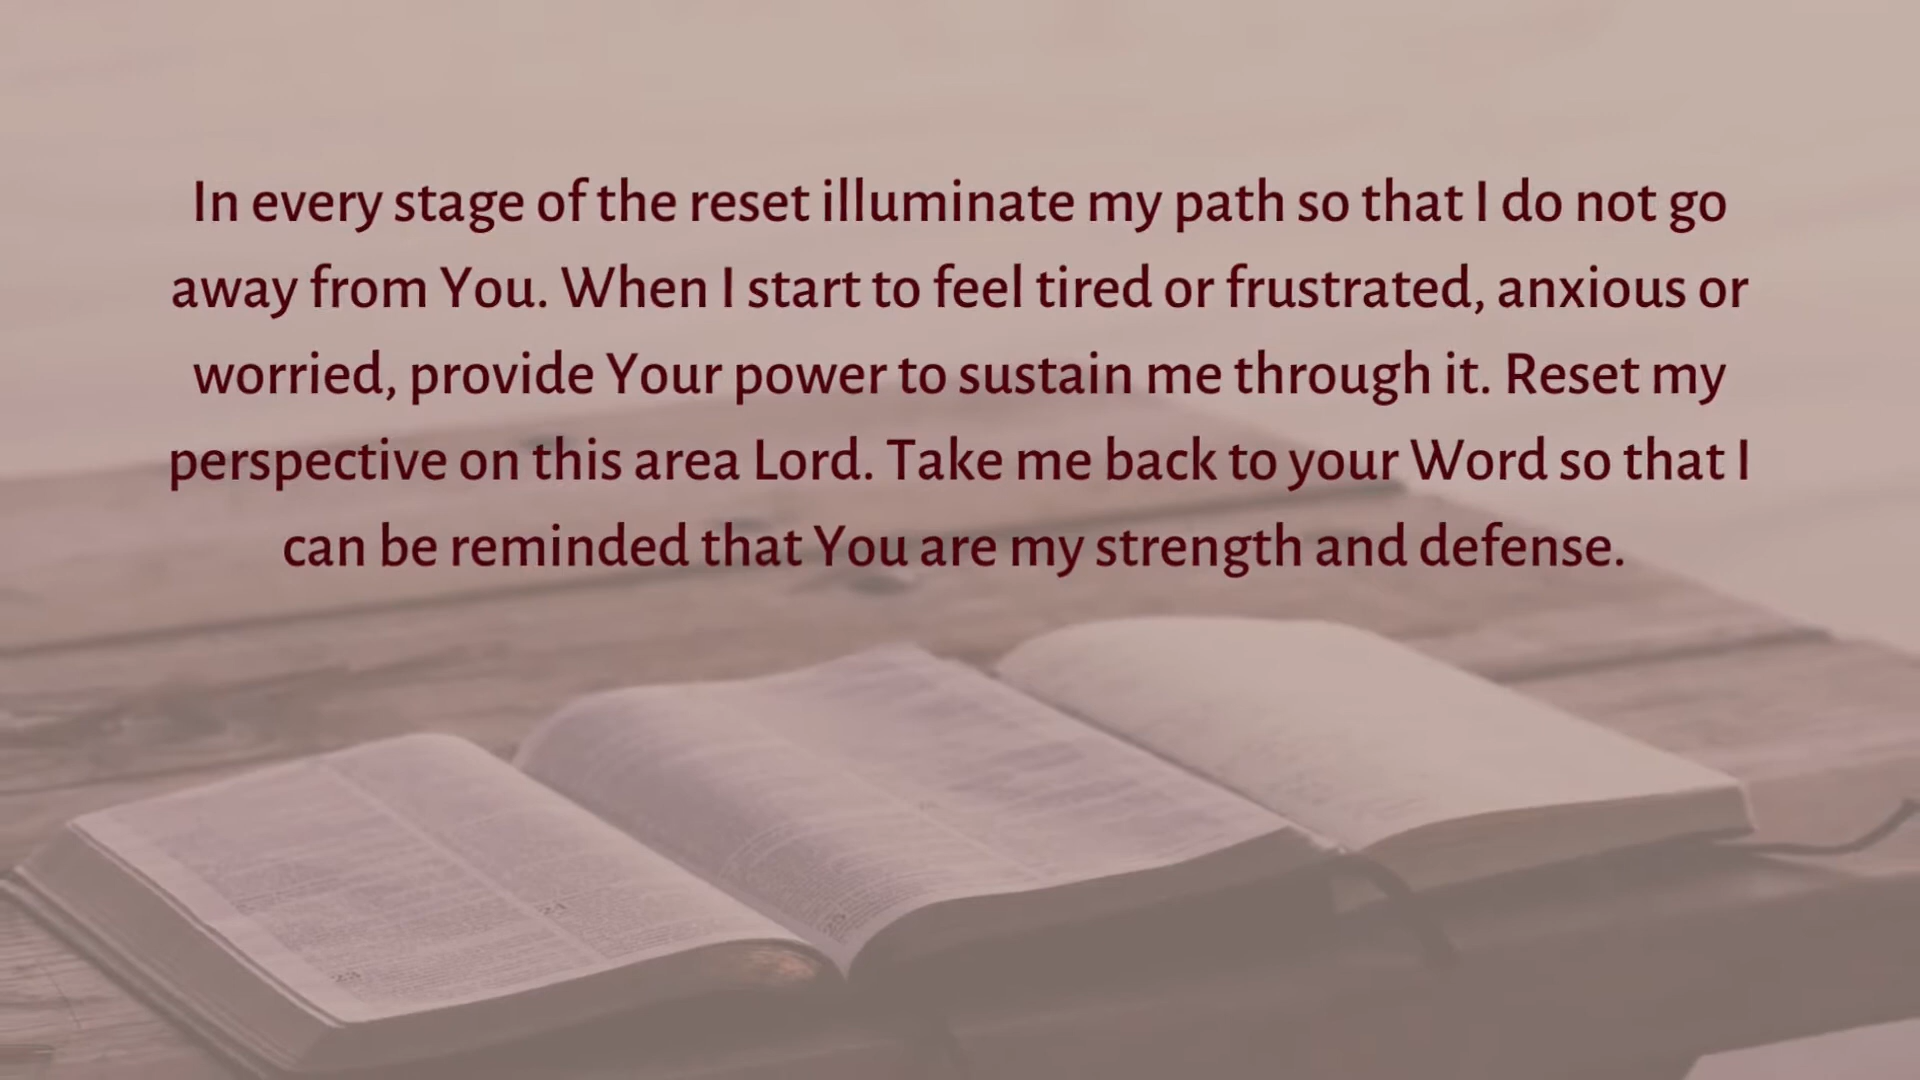 In every stage of the reset illuminate my path so that I do not go
away from You. When I start to feel tired or frustrated, anxious or
worried, provide Your power to sustain me through it. Reset my
perspective on this area Lord. Take me back to your Word so that I
can be reminded that You are my strength and defense.
23
24